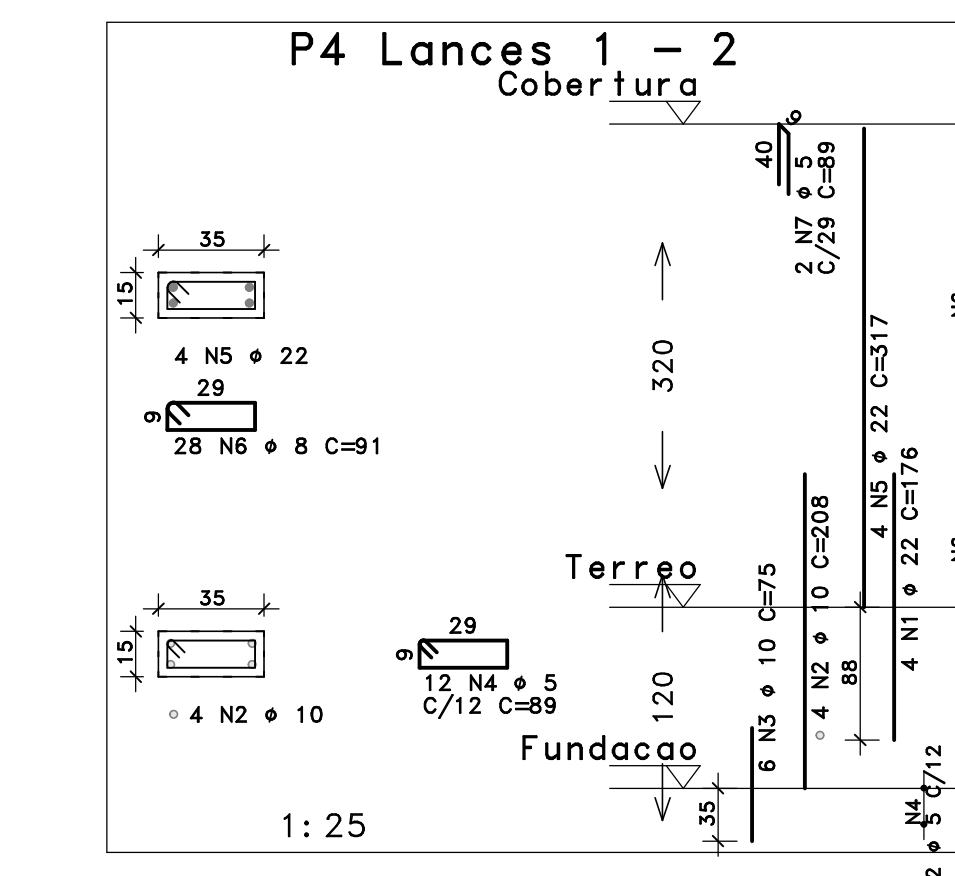 P4 Lances 1 - 2
Cobertura
40
9
2 N7 ϕ 5
C/29 C=89
35
15
4 N5 ϕ 22
29
9
28 N6 ϕ 8 C=91
320
4 N5 ϕ 22 C=317
4 N1 ϕ 22 C=176
4 N2 ϕ 10 C=208
6 N3 ϕ 10 C=75
88
Terreo
35
15
4 N2 ϕ 10
29
9
12 N4 ϕ 5
C/12 C=89
120
Fundacao
35
N4
2 ϕ 5 C/12
1:25